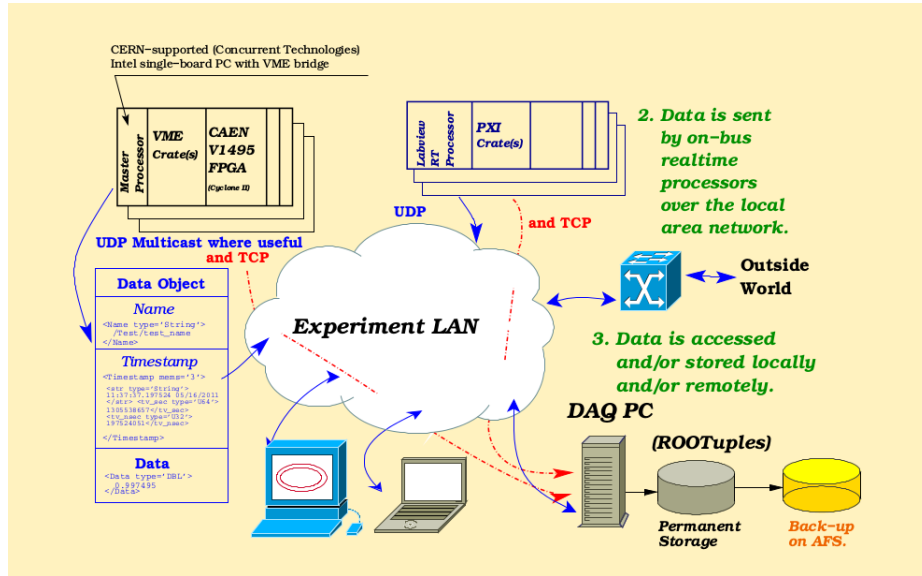 CERN−supported (Concurrent Technologies)
Intel single−board PC with VME bridge
Master
Processor
VME
Crate(s)
CAEN
V1495
FPGA
(Cyclone II)
Labview
RT
Processor
PXI
Crate(s)
2. Data is sent
by on−bus
realtime
processors
over the local
area network.
UDP
and TCP
UDP Multicast where useful
and TCP
Data Object
Name
<Name type='String'>
/Test/test_name
</Name>
Timestamp
<Timestamp mems='3'>
<str type='String'>
11:37:37.197524 05/16/2011
</str> <tv_sec type='U64'>
1305538657</tv_sec>
<tv_nsec type='U32'>
197524051</tv_nsec>
</Timestamp>
Data
<Data type='DBL'>
0.997495
</Data>
Experiment LAN
Outside
World
3. Data is accessed
and/or stored locally
and/or remotely.
DAQ PC
(ROOTuples)
Permanent
Storage
Back−up
on AFS.